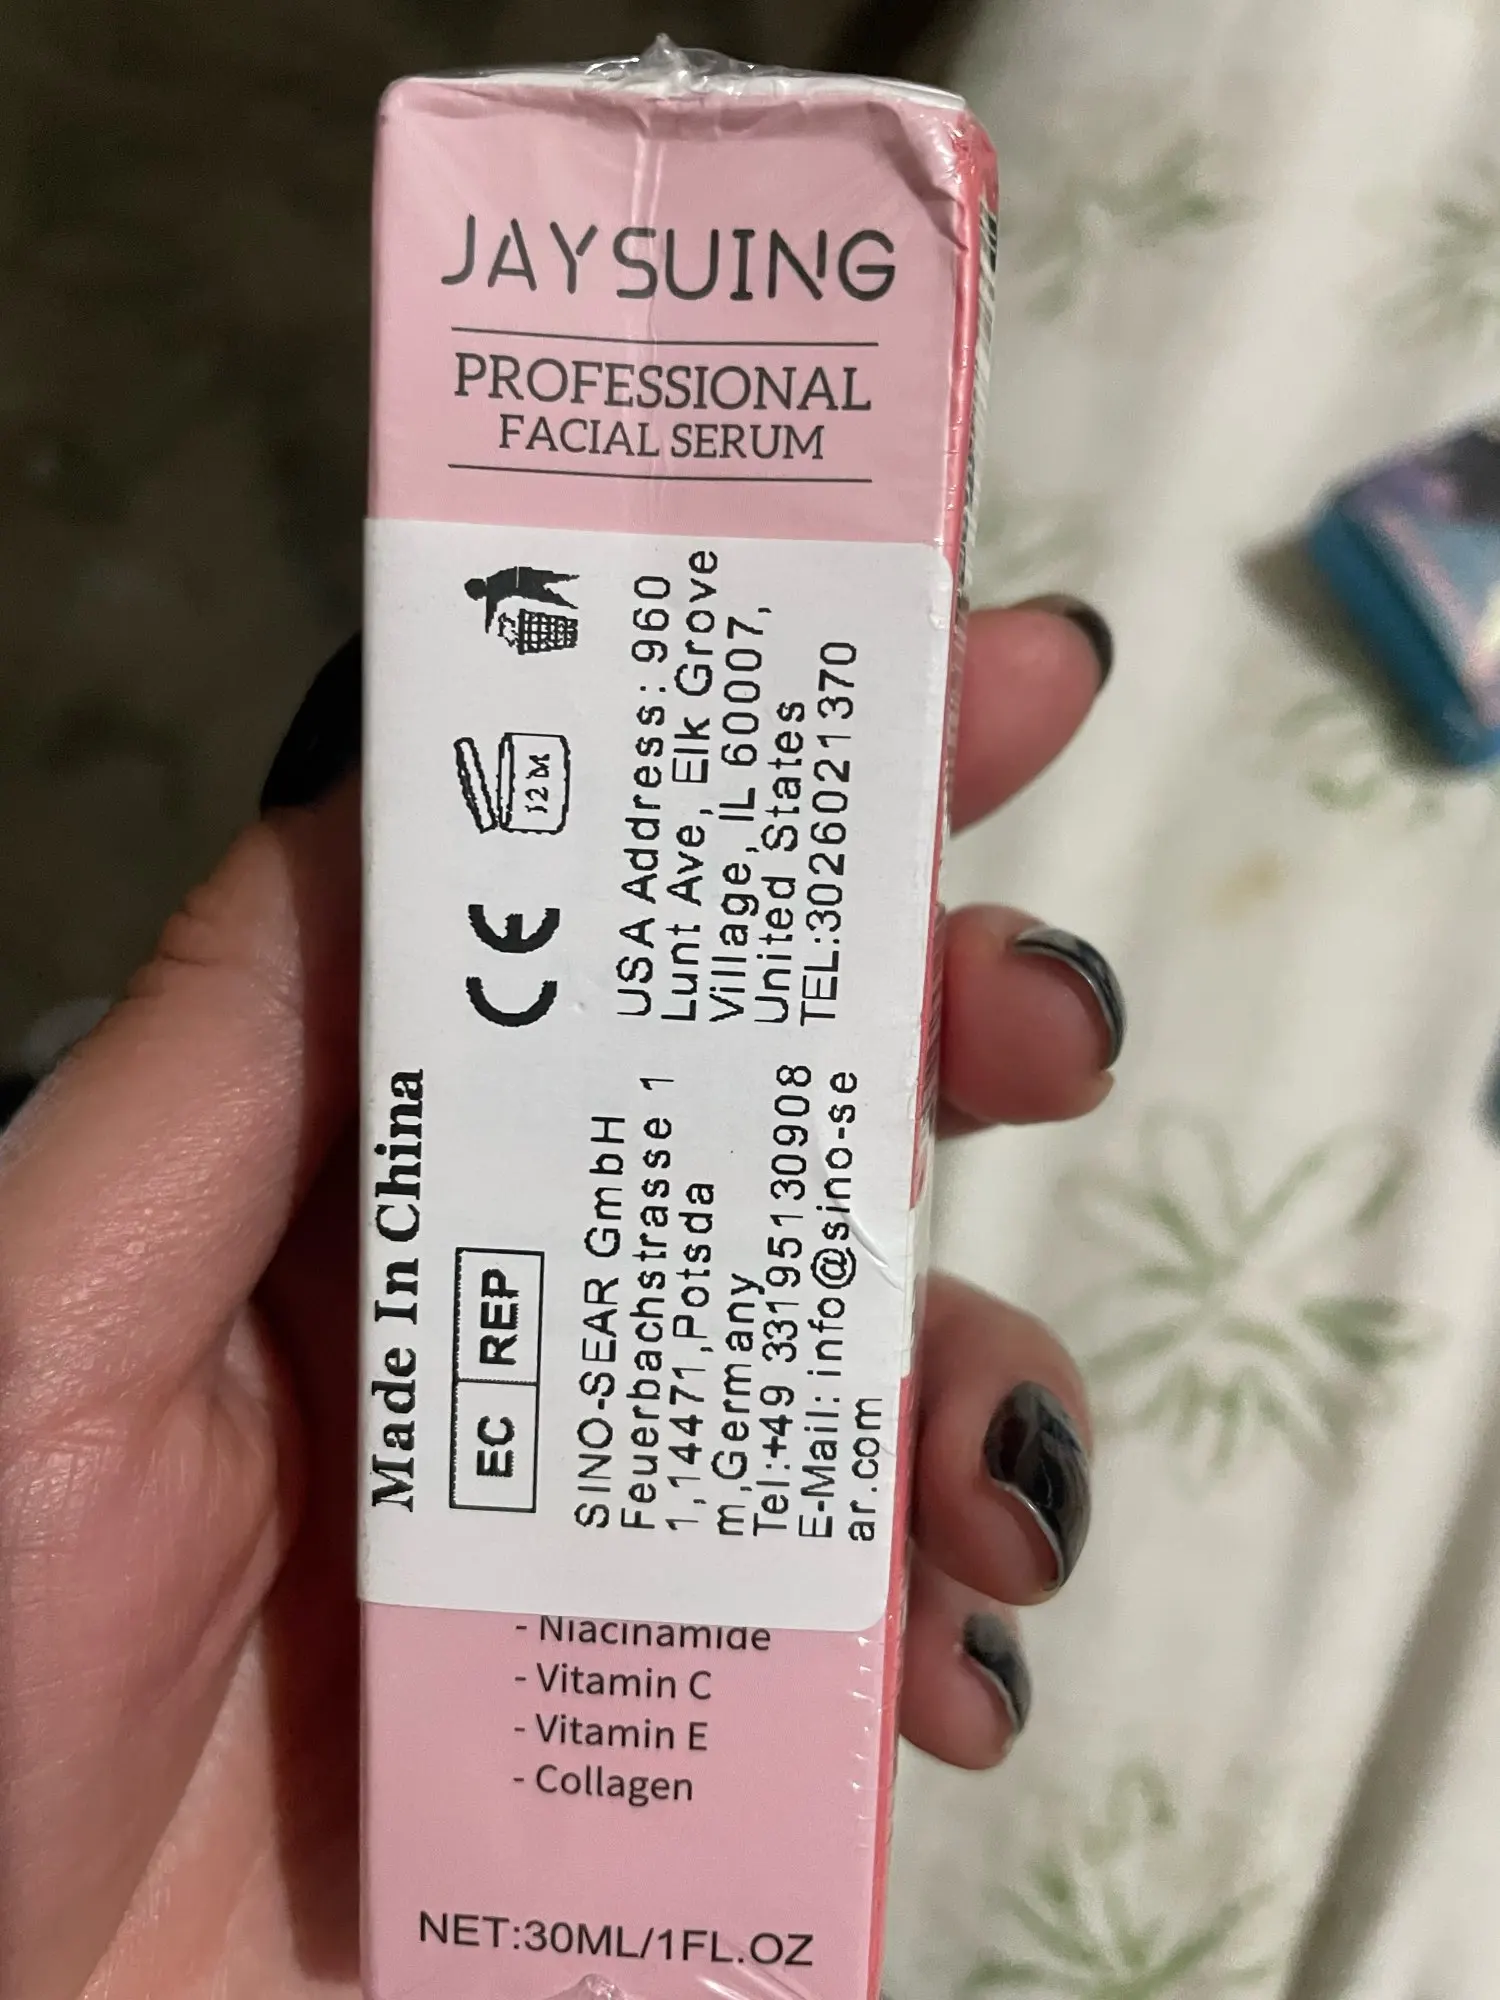 JAYSUING
PROFESSIONAL
FACIAL SERUM
Made In China
EC REP
CE
12M
SINO-SEAR GmbH
Feuerbachstrasse 1
1,14471,Potsda
m,Germany
Tel:+49 33195130908
E-Mail: info@sino-se
ar.com
USA Address: 960
Lunt Ave, Elk Grove
Village, IL 60007,
United States
TEL:3026021370
- Niacinamide
- Vitamin C
- Vitamin E
- Collagen
NET:30ML/1FL.OZ